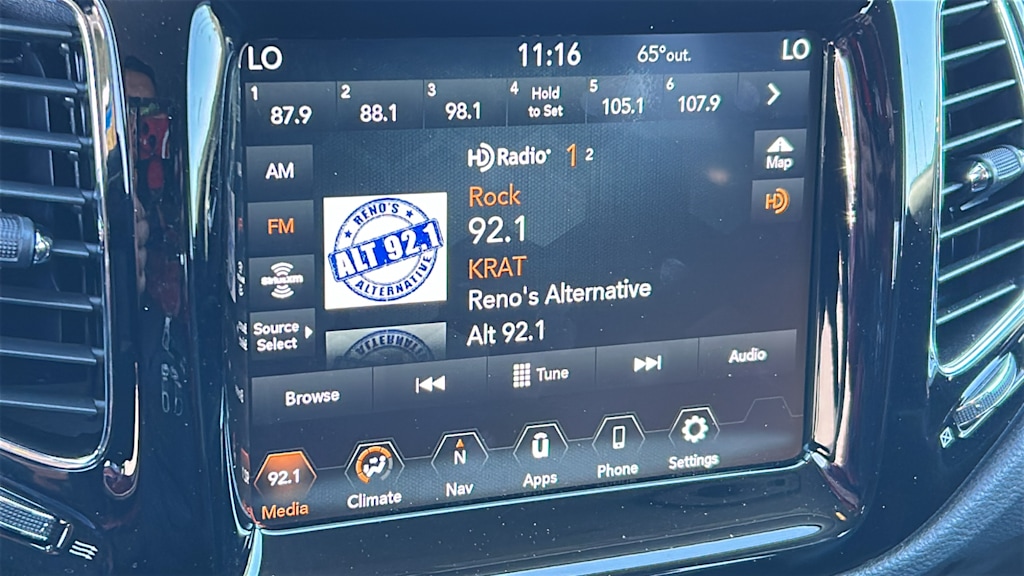 LO 11:16 65°out. LO
1 87.9 2 88.1 3 98.1 4 Hold to Set 5 105.1 6 107.9
AM
HD Radio 1 2
Map
Rock
FM
HD
92.1
RENO'S
ALT 92.1
ALTERNATIVE
KRAT
siriusxm
Reno's Alternative
Source
Select
Alt 92.1
ALTERNATIVE
Browse Tune Audio
92.1 N
Media Climate Nav Apps Phone Settings